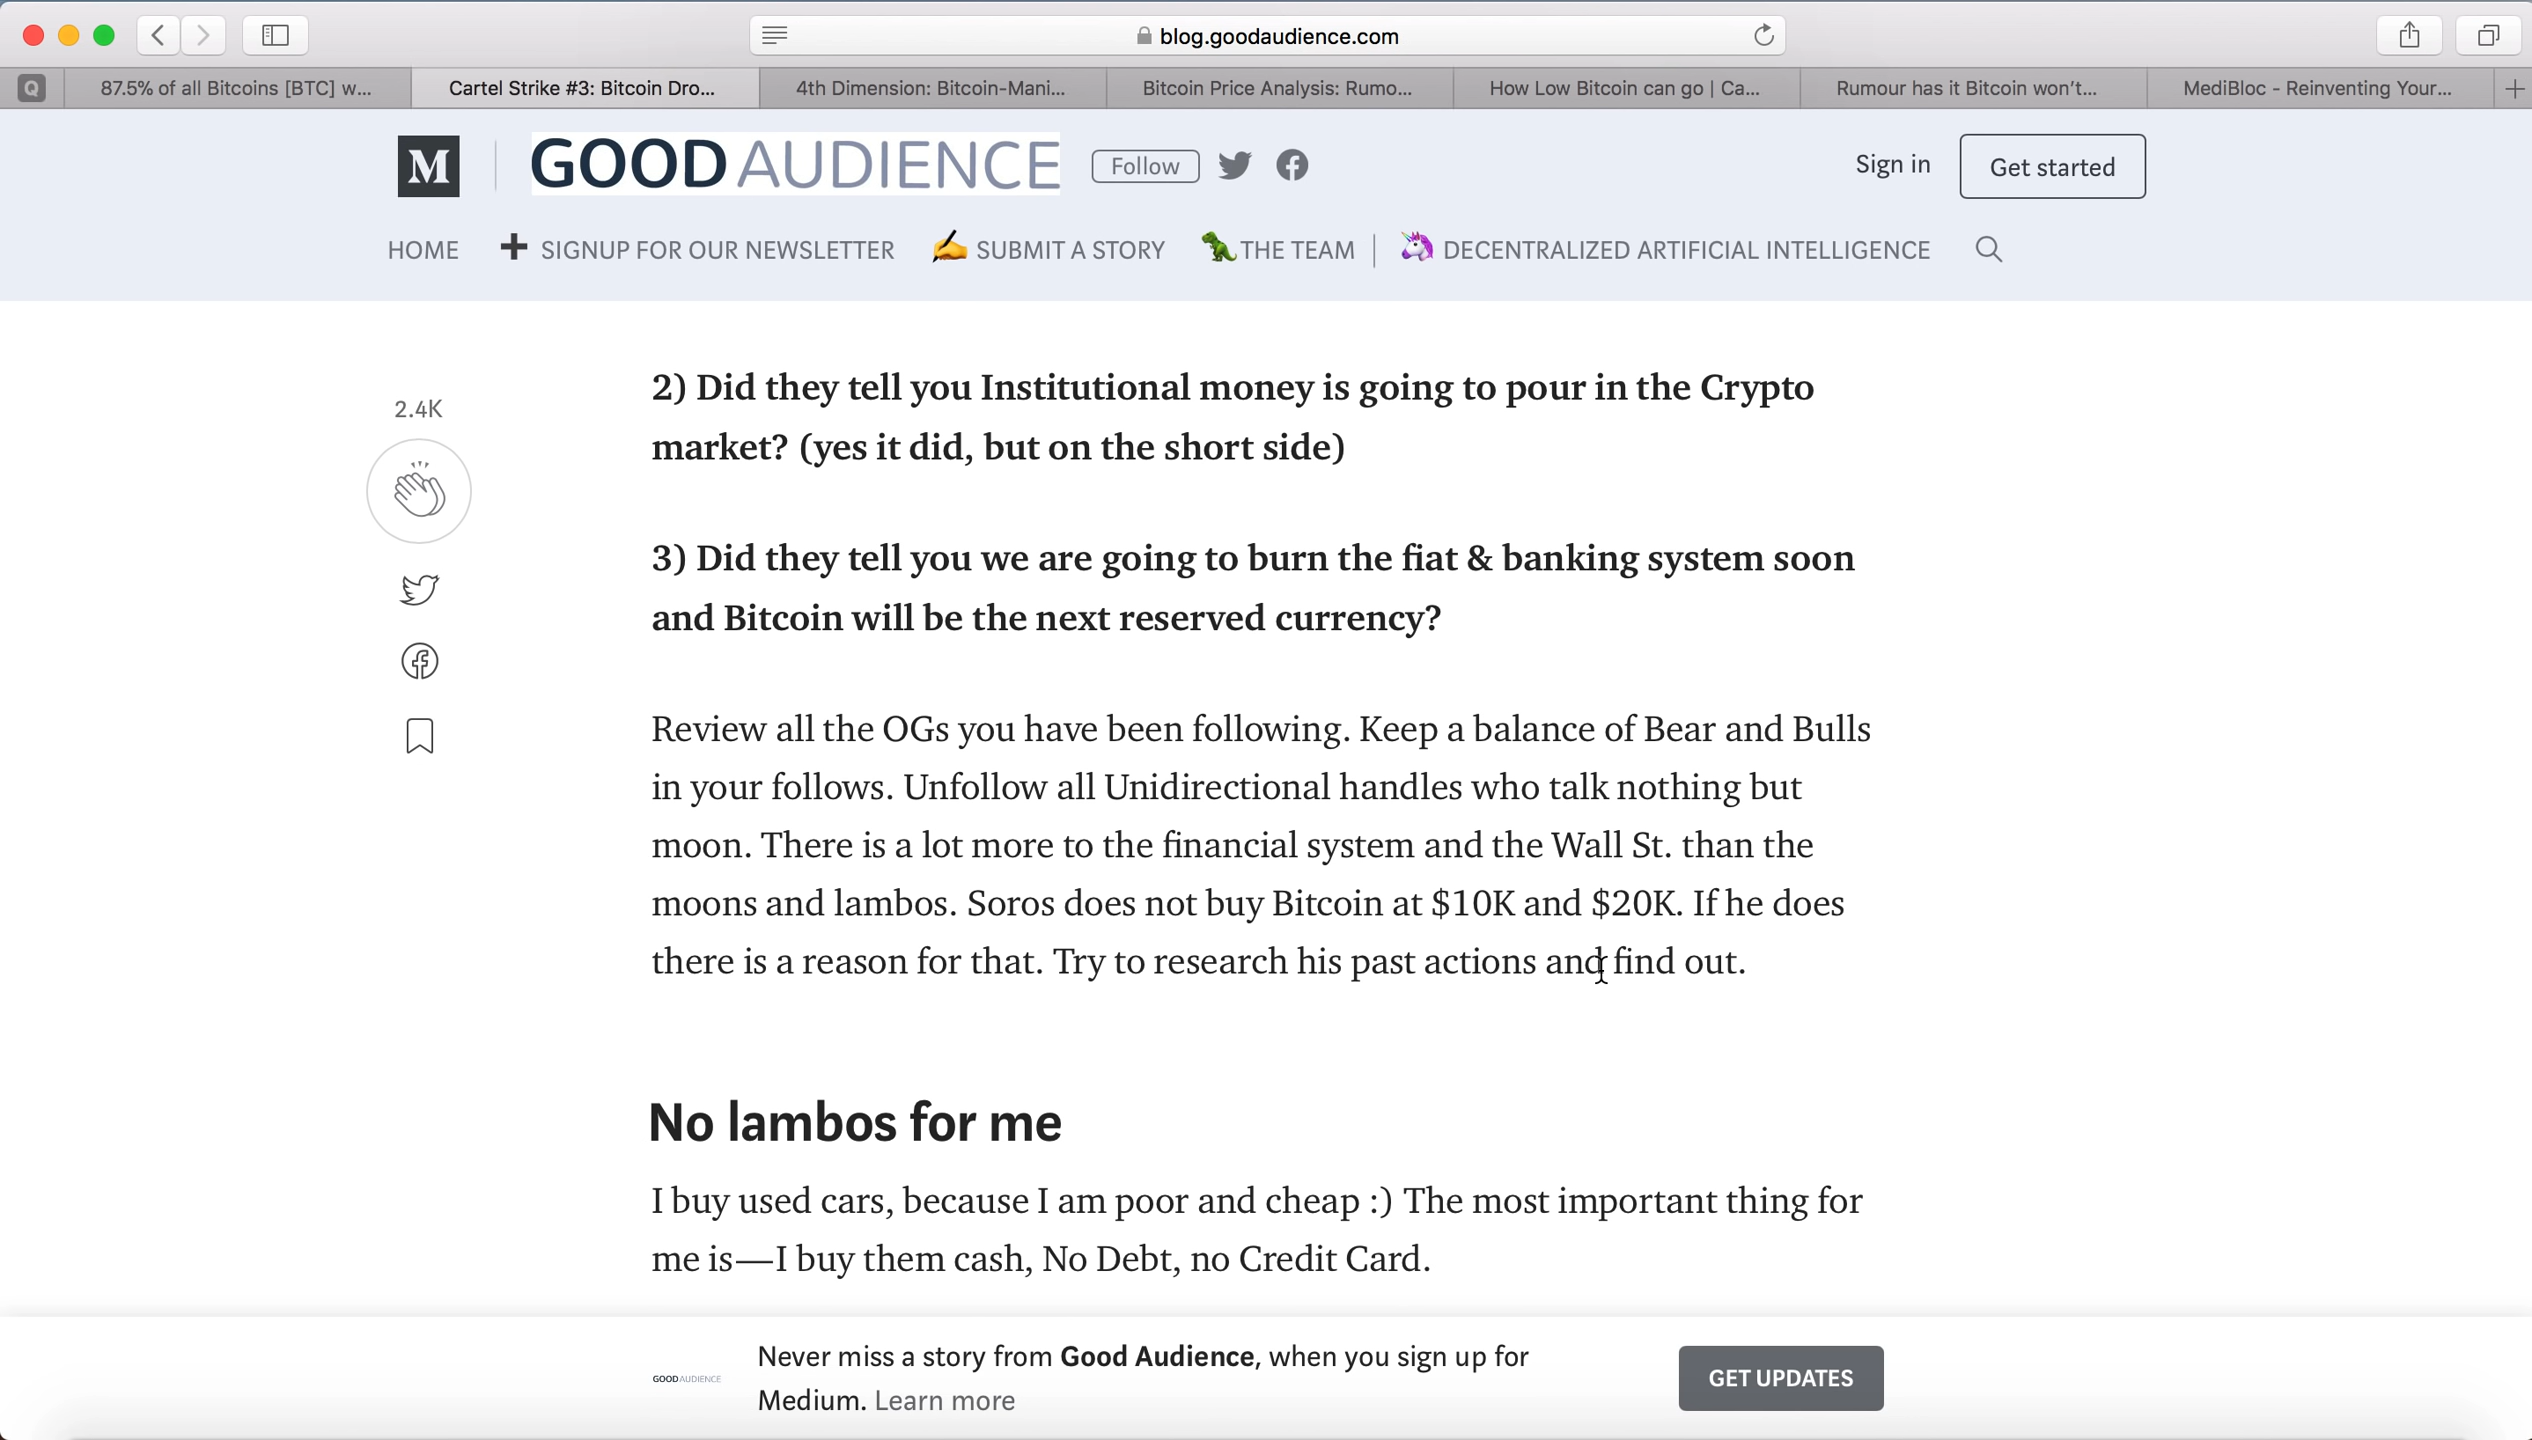 blog.goodaudience.com
Q
87.5% of all Bitcoins [BTC] w...
Cartel Strike #3: Bitcoin Dro...
4th Dimension: Bitcoin-Mani...
Bitcoin Price Analysis: Rumo...
How Low Bitcoin can go | Ca...
Rumour has it Bitcoin won't...
MediBloc - Reinventing Your...
M
GOODAUDIENCE
Follow
Sign in
Get started
HOME
SIGNUP FOR OUR NEWSLETTER
SUBMIT A STORY
THE TEAM
DECENTRALIZED ARTIFICIAL INTELLIGENCE
2.4K
2) Did they tell you Institutional money is going to pour in the Crypto
market? (yes it did, but on the short side)
3) Did they tell you we are going to burn the fiat & banking system soon
and Bitcoin will be the next reserved currency?
Review all the OGs you have been following. Keep a balance of Bear and Bulls
in your follows. Unfollow all Unidirectional handles who talk nothing but
moon. There is a lot more to the financial system and the Wall St. than the
moons and lambos. Soros does not buy Bitcoin at $10K and $20K. If he does
there is a reason for that. Try to research his past actions and find out.
No lambos for me
I buy used cars, because I am poor and cheap :) The most important thing for
me is—I buy them cash, No Debt, no Credit Card.
GOODAUDIENCE
Never miss a story from Good Audience, when you sign up for
Medium. Learn more
GET UPDATES